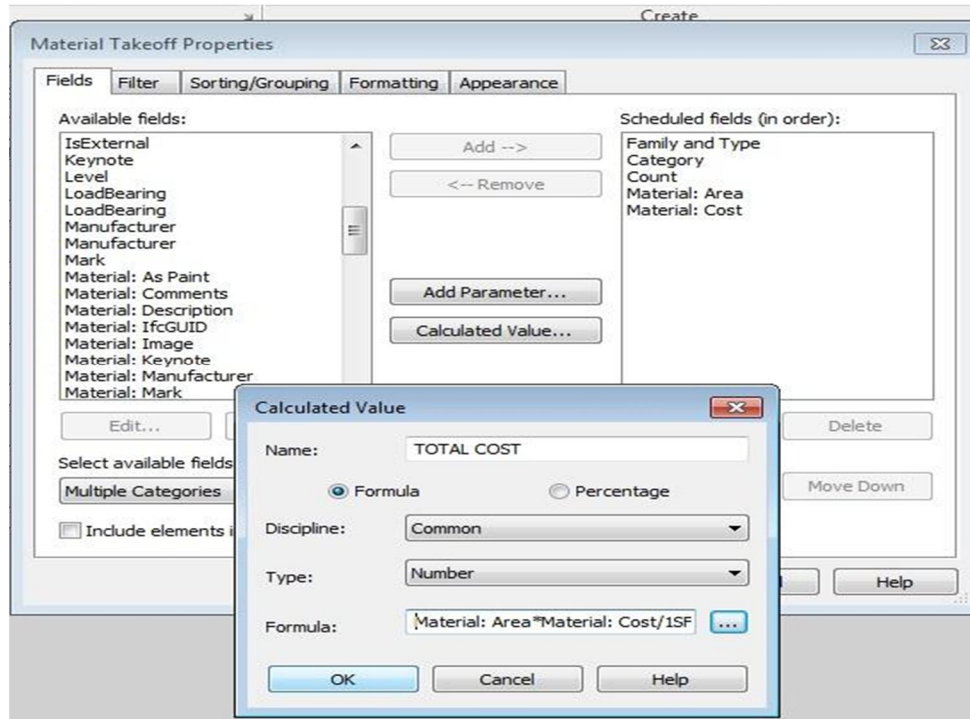 Create
Material Takeoff Properties
Fields Filter Sorting/Grouping Formatting Appearance
Available fields:
IsExternal
Keynote
Level
LoadBearing
LoadBearing
Manufacturer
Manufacturer
Mark
Material: As Paint
Material: Comments
Material: Description
Material: IfcGUID
Material: Image
Material: Keynote
Material: Manufacturer
Material: Mark
Add -->
<-- Remove
Add Parameter...
Calculated Value...
Scheduled fields (in order):
Family and Type
Category
Count
Material: Area
Material: Cost
Edit...
Delete
Select available fields
Multiple Categories
Move Down
Include elements i
Help
Calculated Value
Name: TOTAL COST
Formula Percentage
Discipline: Common
Type: Number
Formula: Material: Area*Material: Cost/1SF ...
OK Cancel Help